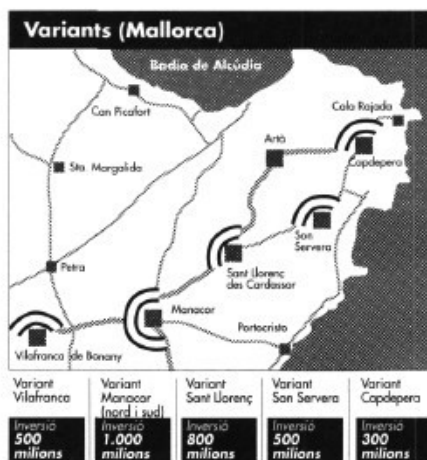 Variants (Mallorca)
Badia de Alcúdia
Can Picafort
Cala Rajada
Artà
Capdepera
Sta. Margalida
Son
Servera
Petra
Sant Llorenç
des Cardassar
Manacor
Portocristo
Vilafranca de Bonany
Variant
Vilafranca
Inversió
500
milions
Variant
Manacor
(nord i sud)
Inversió
1.000
milions
Variant
Sant Llorenç
Inversió
800
milions
Variant
Son Servera
Inversió
500
milions
Variant
Capdepera
Inversió
300
milions